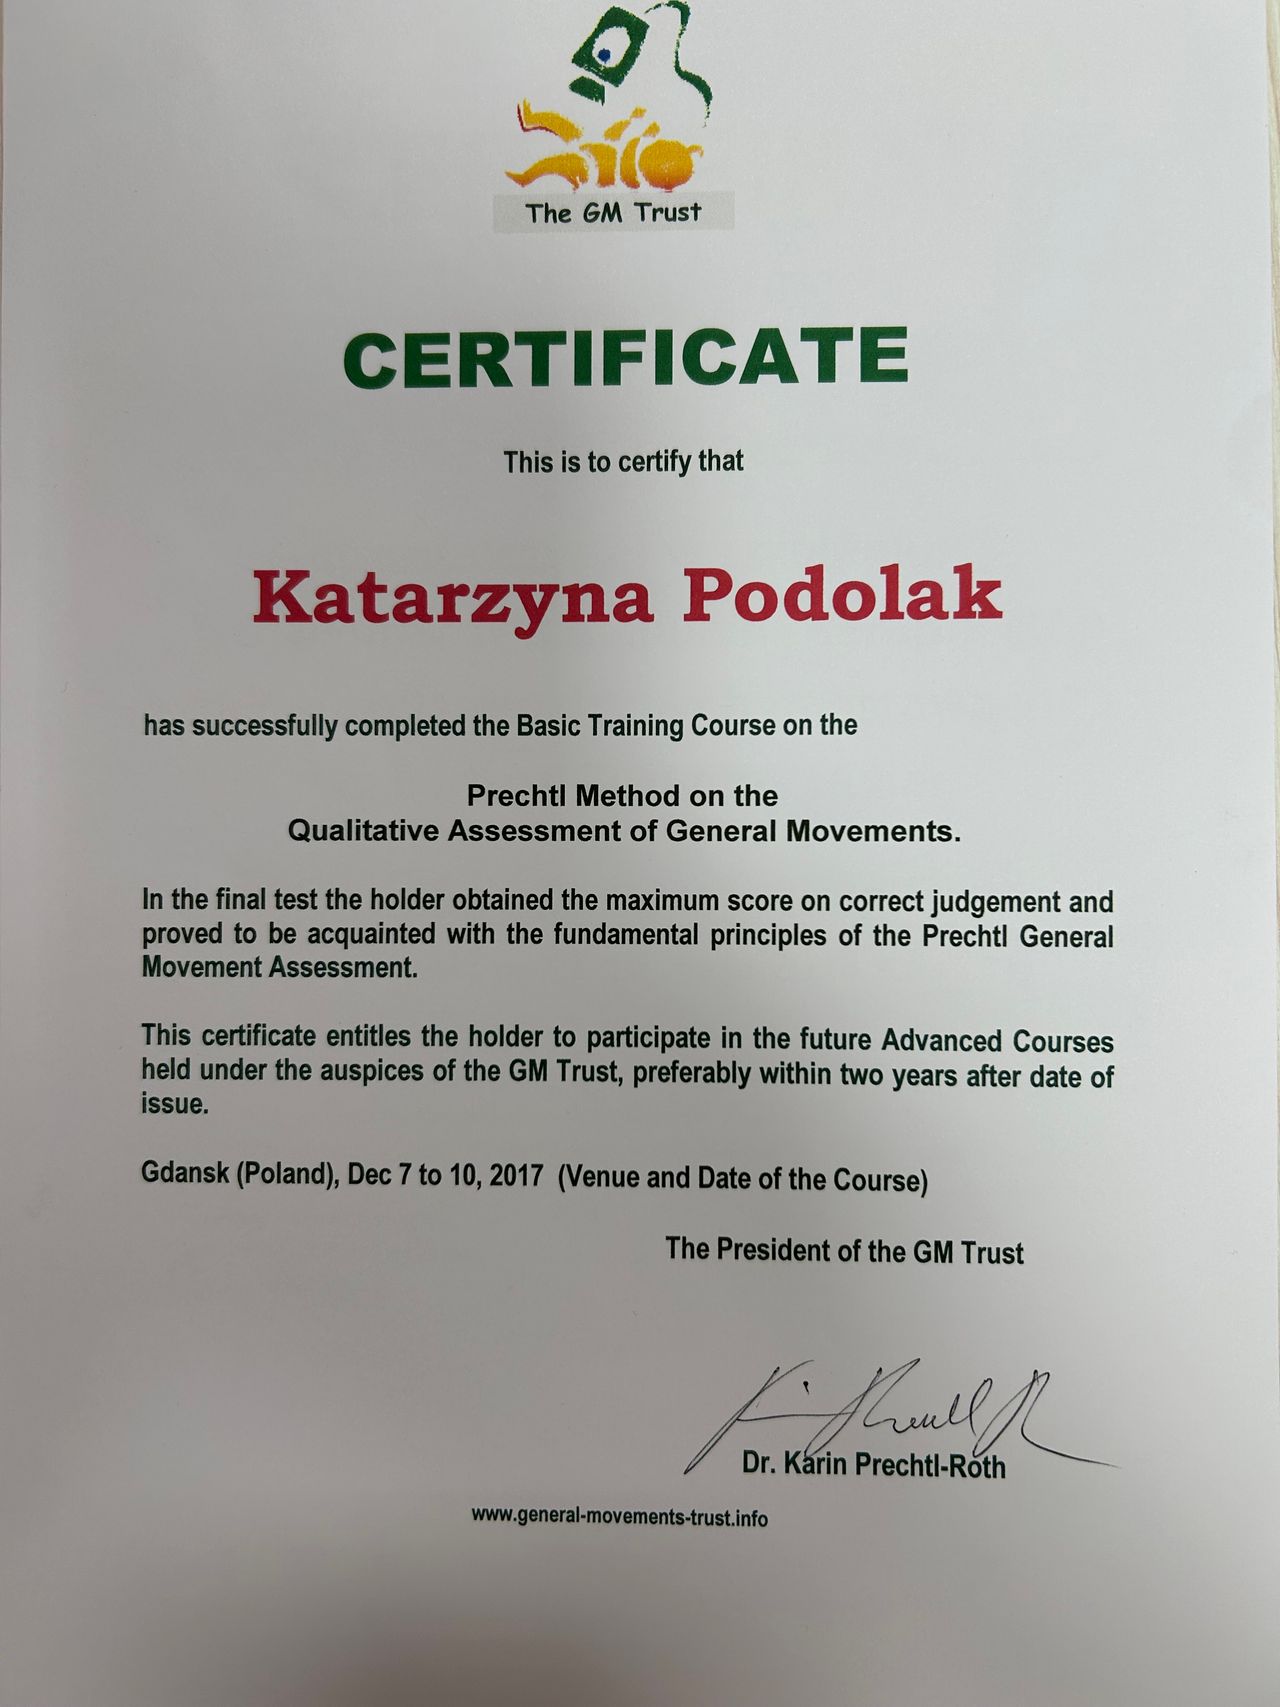 The GM Trust
CERTIFICATE
This is to certify that
Katarzyna Podolak
has successfully completed the Basic Training Course on the
Prechtl Method on the
Qualitative Assessment of General Movements.
In the final test the holder obtained the maximum score on correct judgement and
proved to be acquainted with the fundamental principles of the Prechtl General
Movement Assessment.
This certificate entitles the holder to participate in the future Advanced Courses
held under the auspices of the GM Trust, preferably within two years after date of
issue.
Gdansk (Poland), Dec 7 to 10, 2017 (Venue and Date of the Course)
The President of the GM Trust
Dr. Karin Prechtl-Roth
www.general-movements-trust.info